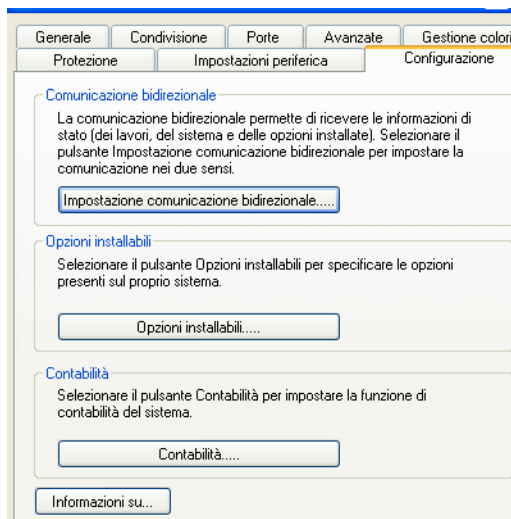 Generale Condivisione Porte Avanzate Gestione colori
Protezione Impostazioni periferica Configurazione
Comunicazione bidirezionale
La comunicazione bidirezionale permette di ricevere le informazioni di
stato (dei lavori, del sistema e delle opzioni installate). Selezionare il
pulsante Impostazione comunicazione bidirezionale per impostare la
comunicazione nei due sensi.
Impostazione comunicazione bidirezionale.....
Opzioni installabili
Selezionare il pulsante Opzioni installabili per specificare le opzioni
presenti sul proprio sistema.
Opzioni installabili.....
Contabilità
Selezionare il pulsante Contabilità per impostare la funzione di
contabilità del sistema.
Contabilità.....
Informazioni su...